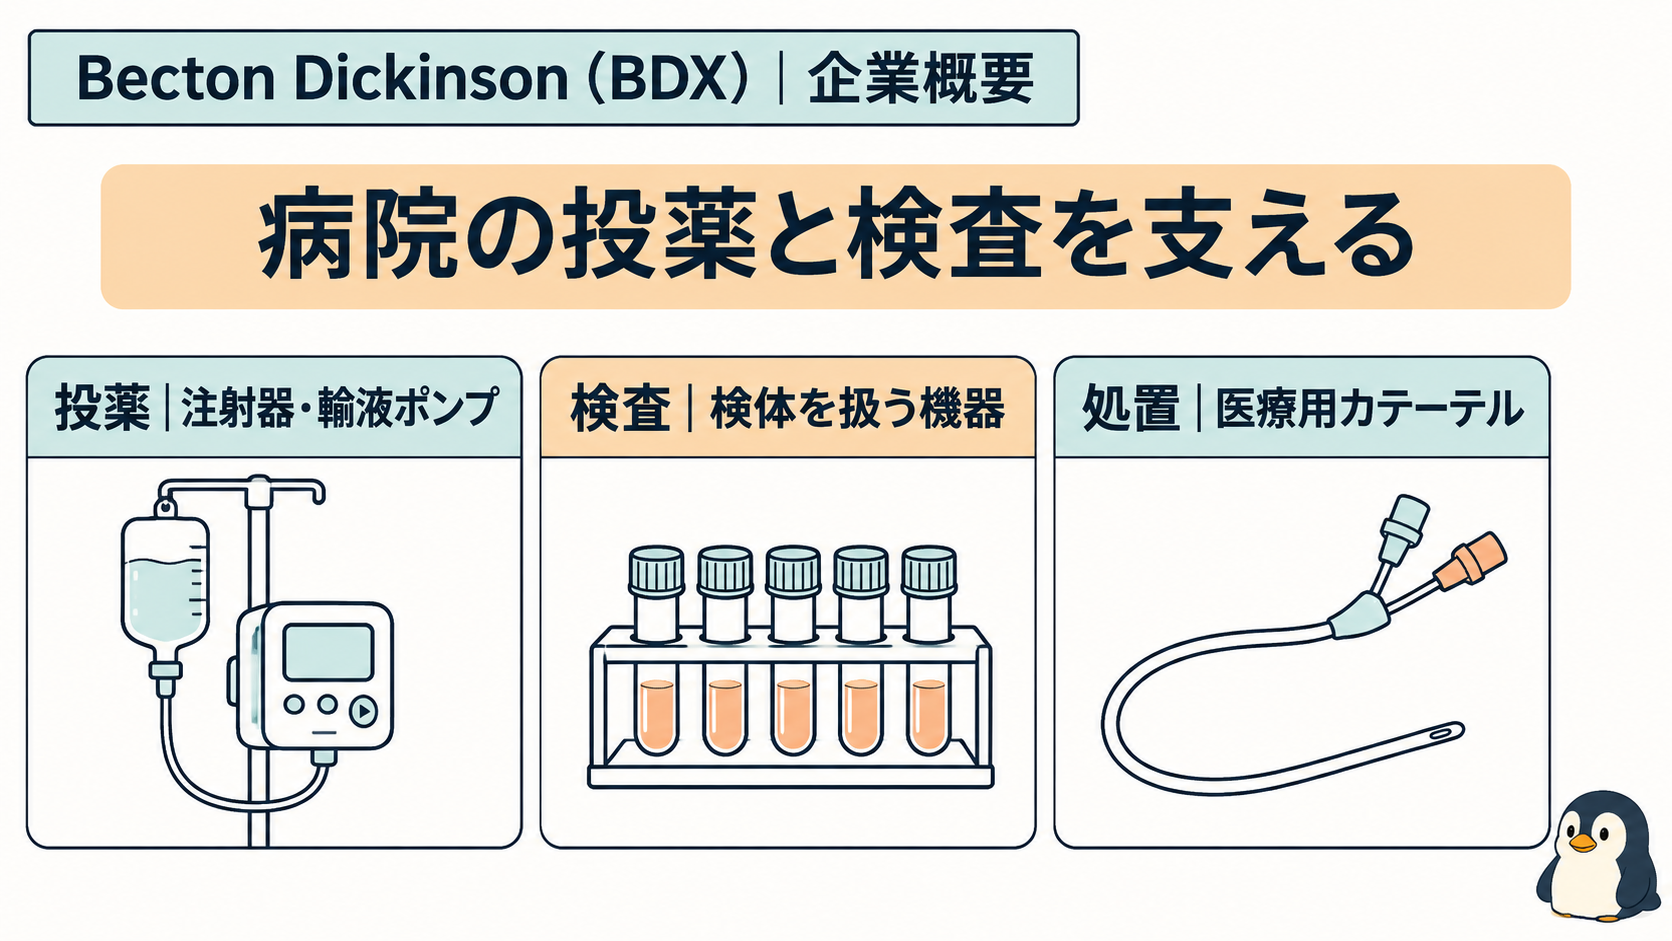 Becton Dickinson（BDX）｜企業概要
病院の投薬と検査を支える
投薬｜注射器・輸液ポンプ
検査｜検体を扱う機器
処置｜医療用カテーテル